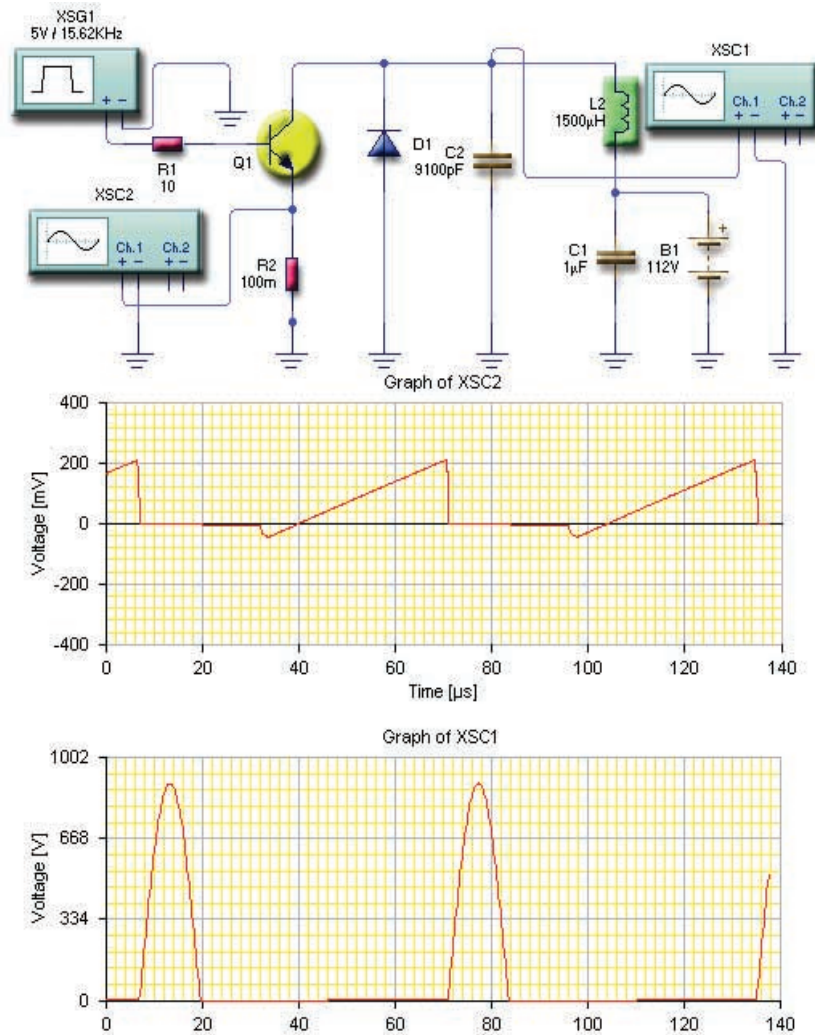 XSG1
5V / 15.62KHz
+ −
R1
10
Q1
XSC2
Ch.1 Ch.2
+ −
R2
100m
D1
C2
9100pF
L2
1500µH
XSC1
Ch.1 Ch.2
+ −
C1
1µF
B1
112V
+
Graph of XSC2
Voltage [mV]
400
200
0
-200
-400
0 20 40 60 80 100 120 140
Time [µs]
Graph of XSC1
Voltage [V]
1002
668
334
0
0 20 40 60 80 100 120 140